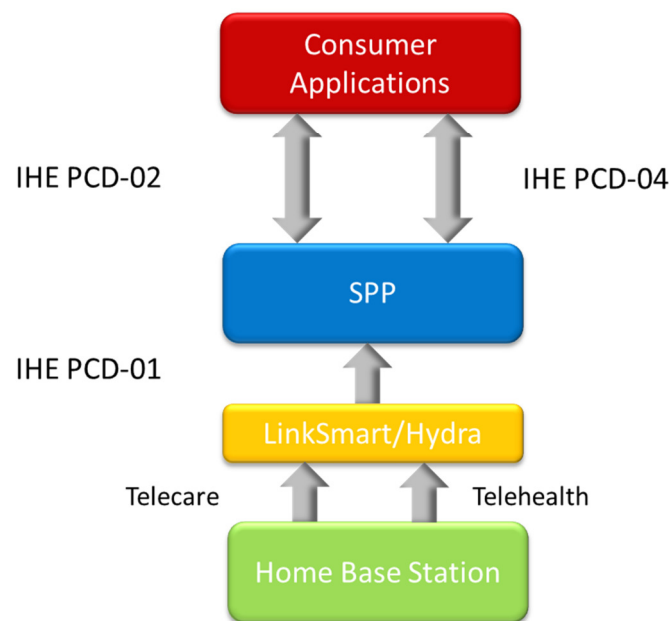 Consumer
Applications
IHE PCD-02
IHE PCD-04
SPP
IHE PCD-01
LinkSmart/Hydra
Telecare
Telehealth
Home Base Station